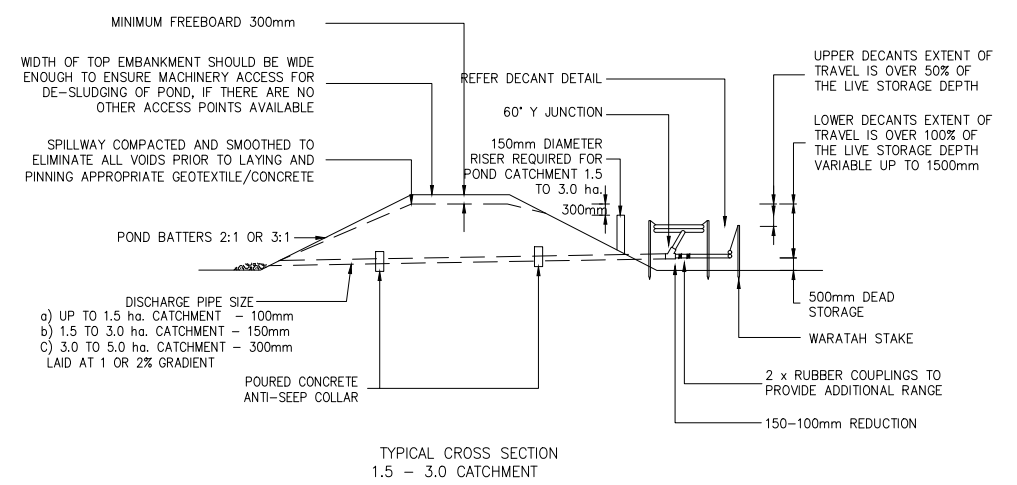 MINIMUM FREEBOARD 300mm
WIDTH OF TOP EMBANKMENT SHOULD BE WIDE
ENOUGH TO ENSURE MACHINERY ACCESS FOR
DE-SLUDGING OF POND, IF THERE ARE NO
OTHER ACCESS POINTS AVAILABLE
SPILLWAY COMPACTED AND SMOOTHED TO
ELIMINATE ALL VOIDS PRIOR TO LAYING AND
PINNING APPROPRIATE GEOTEXTILE/CONCRETE
POND BATTERS 2:1 OR 3:1
DISCHARGE PIPE SIZE
a) UP TO 1.5 ha. CATCHMENT - 100mm
b) 1.5 TO 3.0 ha. CATCHMENT - 150mm
C) 3.0 TO 5.0 ha. CATCHMENT - 300mm
LAID AT 1 OR 2% GRADIENT
POURED CONCRETE
ANTI-SEEP COLLAR
REFER DECANT DETAIL
60° Y JUNCTION
150mm DIAMETER
RISER REQUIRED FOR
POND CATCHMENT 1.5
TO 3.0 ha.
300mm
UPPER DECANTS EXTENT OF
TRAVEL IS OVER 50% OF
THE LIVE STORAGE DEPTH
LOWER DECANTS EXTENT OF
TRAVEL IS OVER 100% OF
THE LIVE STORAGE DEPTH
VARIABLE UP TO 1500mm
500mm DEAD
STORAGE
WARATAH STAKE
2 x RUBBER COUPLINGS TO
PROVIDE ADDITIONAL RANGE
150-100mm REDUCTION
TYPICAL CROSS SECTION
1.5 - 3.0 CATCHMENT